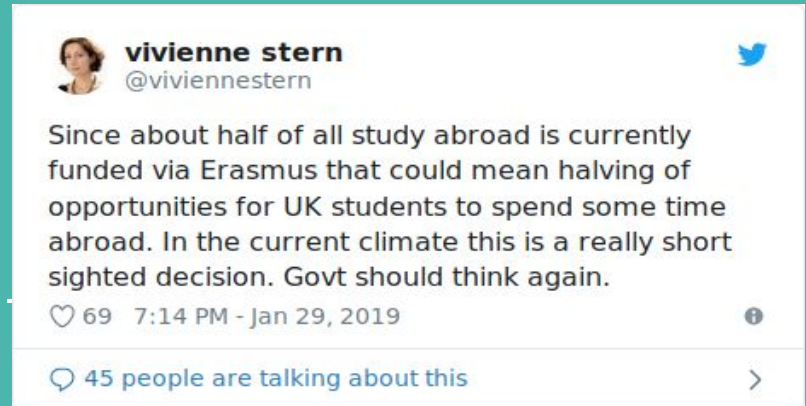 vivienne stern
@viviennestern
Since about half of all study abroad is currently
funded via Erasmus that could mean halving of
opportunities for UK students to spend some time
abroad. In the current climate this is a really short
sighted decision. Govt should think again.
69 7:14 PM - Jan 29, 2019
45 people are talking about this